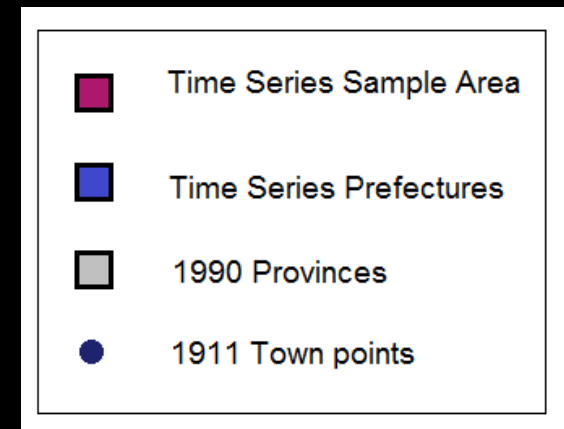 Time Series Sample Area
Time Series Prefectures
1990 Provinces
1911 Town points